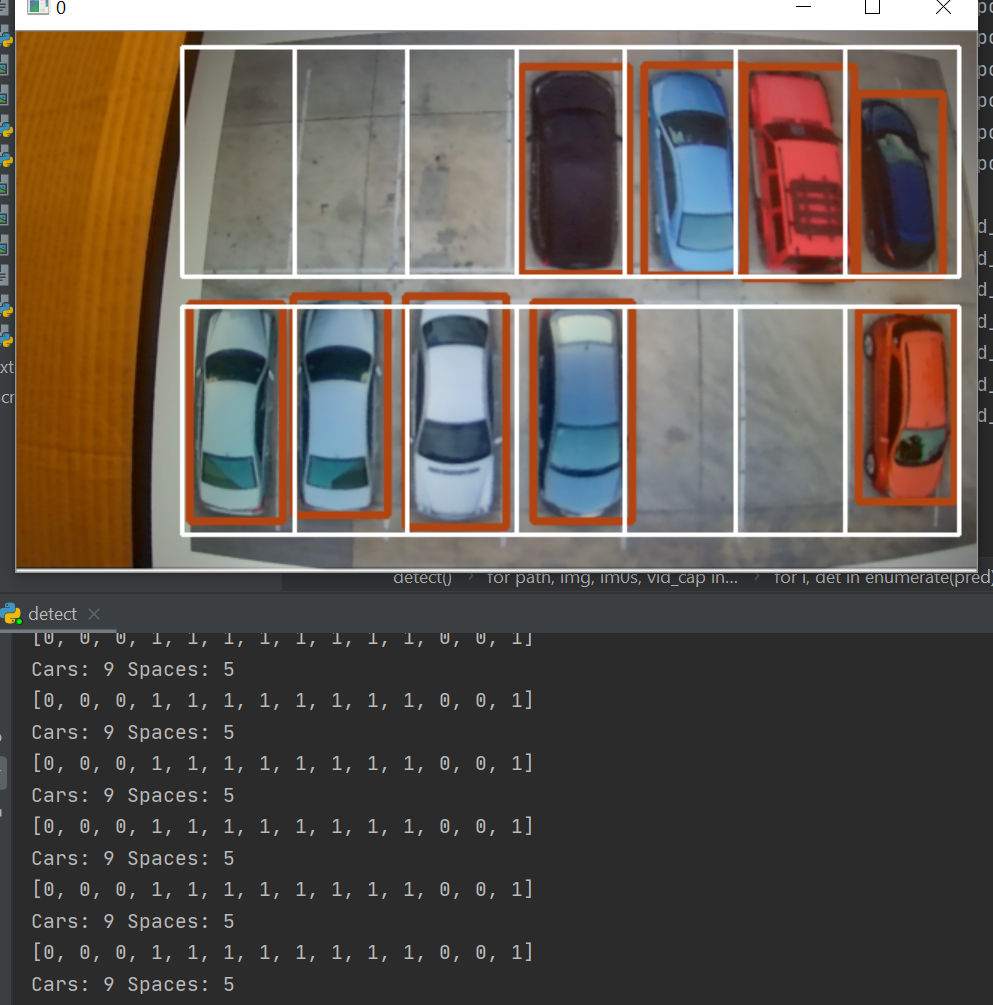 0
detect() › for path, img, im0s, vid_cap in... › for i, det in enumerate(pred)
detect
[0, 0, 0, 1, 1, 1, 1, 1, 1, 1, 1, 0, 0, 1]
Cars: 9 Spaces: 5
[0, 0, 0, 1, 1, 1, 1, 1, 1, 1, 1, 0, 0, 1]
Cars: 9 Spaces: 5
[0, 0, 0, 1, 1, 1, 1, 1, 1, 1, 1, 0, 0, 1]
Cars: 9 Spaces: 5
[0, 0, 0, 1, 1, 1, 1, 1, 1, 1, 1, 0, 0, 1]
Cars: 9 Spaces: 5
[0, 0, 0, 1, 1, 1, 1, 1, 1, 1, 1, 0, 0, 1]
Cars: 9 Spaces: 5
[0, 0, 0, 1, 1, 1, 1, 1, 1, 1, 1, 0, 0, 1]
Cars: 9 Spaces: 5